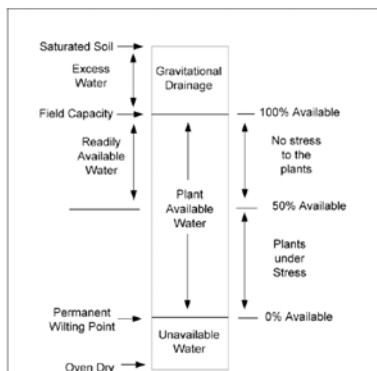 Saturated Soil
Excess
Water
Gravitational
Drainage
Field Capacity
100% Available
Readily
Available
Water
No stress
to the
plants
Plant
Available
Water
50% Available
Plants
under
Stress
Permanent
Wilting Point
0% Available
Unavailable
Water
Oven Dry